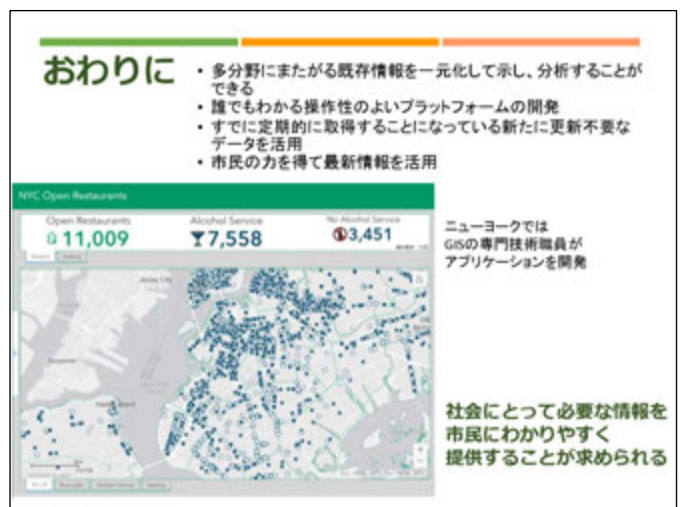 おわりに
・ 多分野にまたがる既存情報を一元化して示し、分析することが
できる
・ 誰でもわかる操作性のよいプラットフォームの開発
・ すでに定期的に取得することになっている新たに更新不要な
データを活用
・ 市民の力を得て最新情報を活用
NYC Open Restaurants
Open Restaurants
11,009
Alcohol Service
7,558
No Alcohol Service
3,451
ニューヨークでは
GISの専門技術職員が
アプリケーションを開発
Jersey City
社会にとって必要な情報を
市民にわかりやすく
提供することが求められる